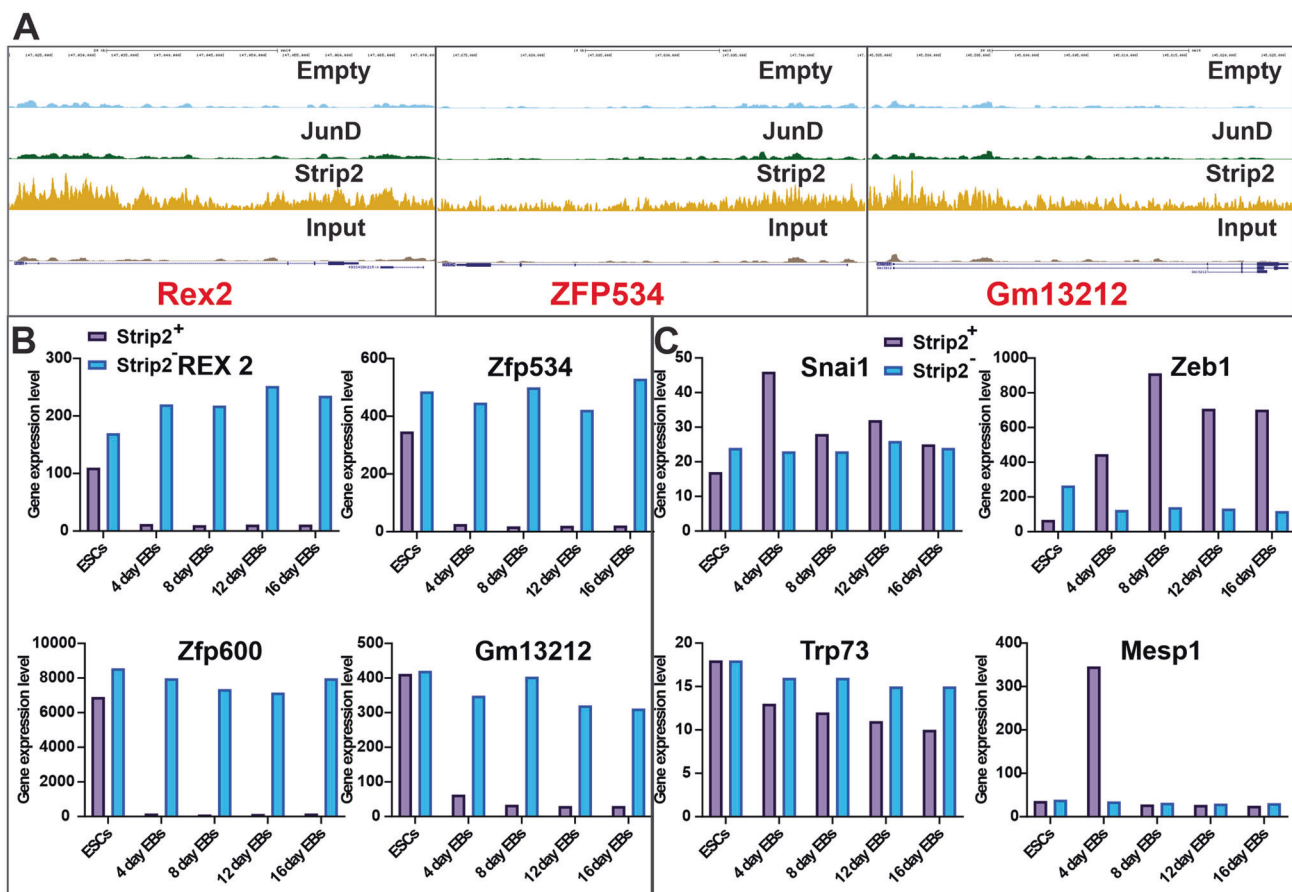 A
Empty
Empty
Empty
JunD
JunD
JunD
Strip2
Strip2
Strip2
Input
Input
Input
Rex2
ZFP534
Gm13212
B
Strip2+
Strip2-
REX 2
Gene expression level
300
200
100
0
ESCs
4 day EBs
8 day EBs
12 day EBs
16 day EBs
Zfp534
Gene expression level
600
400
200
0
ESCs
4 day EBs
8 day EBs
12 day EBs
16 day EBs
Zfp600
Gene expression level
10000
8000
6000
4000
2000
0
ESCs
4 day EBs
8 day EBs
12 day EBs
16 day EBs
Gm13212
Gene expression level
500
400
300
200
100
0
ESCs
4 day EBs
8 day EBs
12 day EBs
16 day EBs
C
Strip2+
Strip2-
Snai1
Gene expression level
50
40
30
20
10
0
ESCs
4 day EBs
8 day EBs
12 day EBs
16 day EBs
Zeb1
Gene expression level
1000
800
600
400
200
0
ESCs
4 day EBs
8 day EBs
12 day EBs
16 day EBs
Trp73
Gene expression level
20
15
10
5
0
ESCs
4 day EBs
8 day EBs
12 day EBs
16 day EBs
Mesp1
Gene expression level
400
300
200
100
0
ESCs
4 day EBs
8 day EBs
12 day EBs
16 day EBs